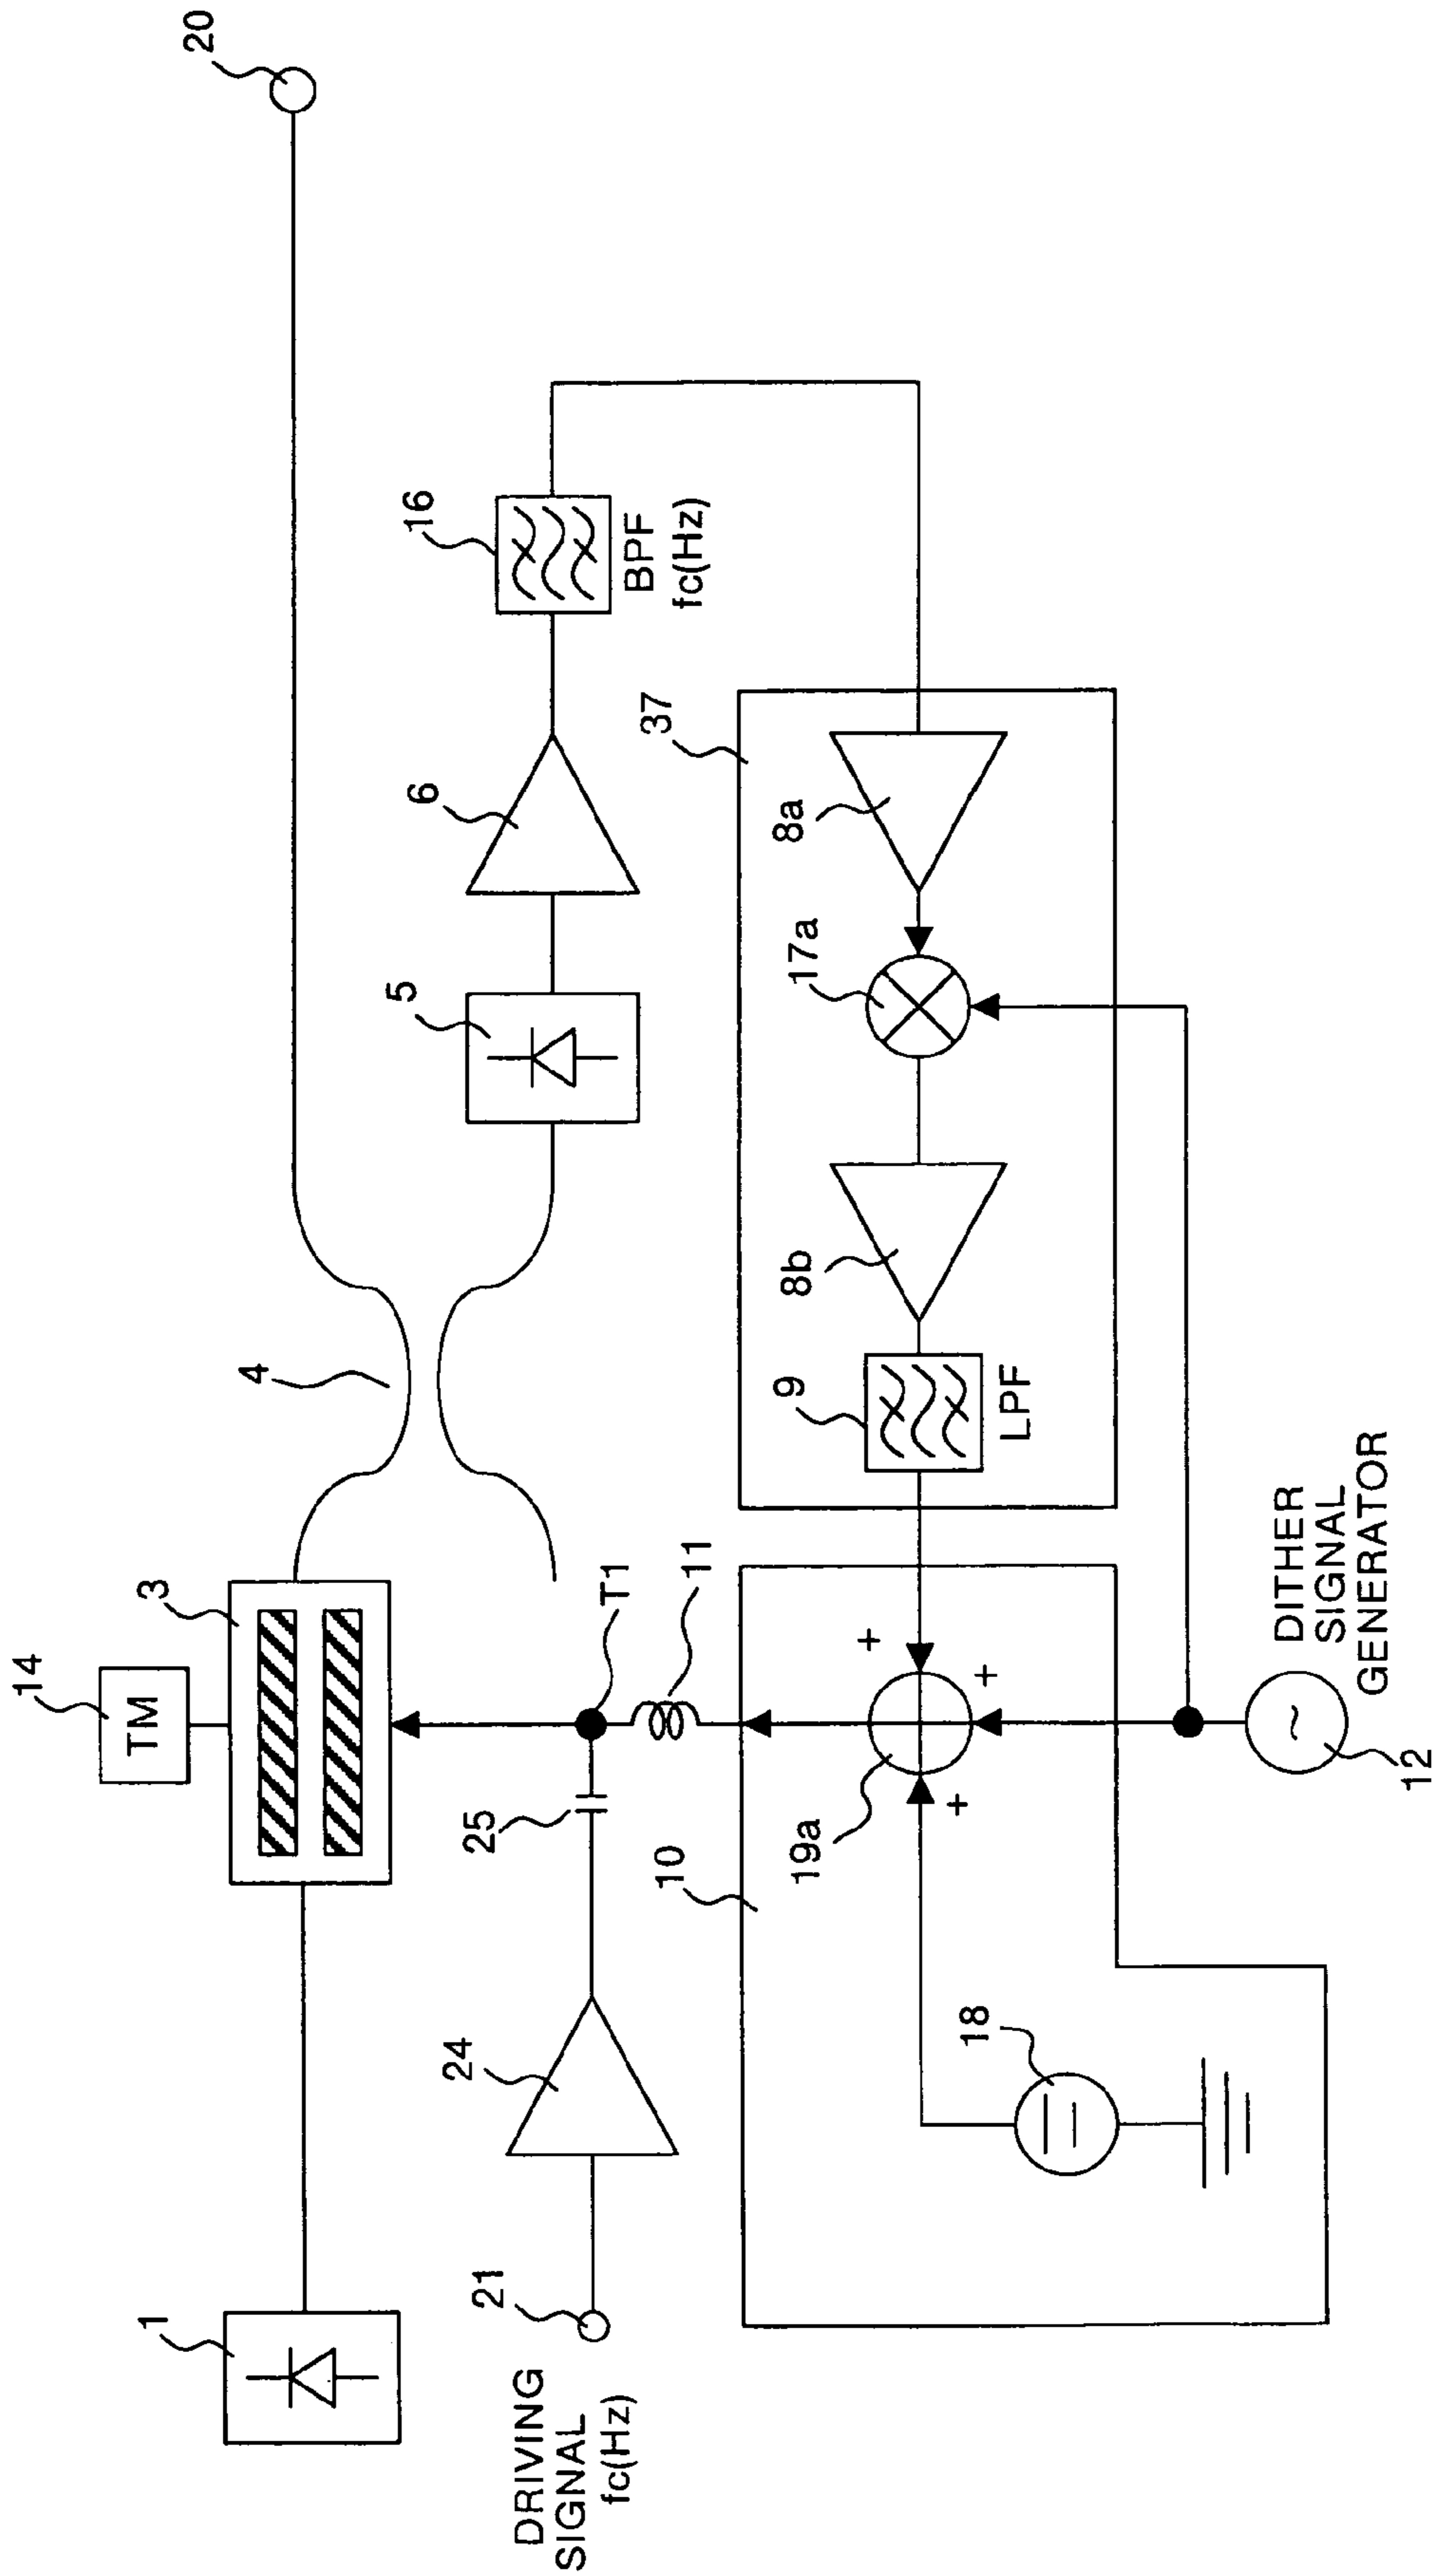 1
14
TM
3
4
20
5
6
16
BPF
fc(Hz)
DRIVING
SIGNAL
fc(Hz)
21
24
25
T1
11
10
18
19a
+
+
+
37
9
LPF
8b
17a
8a
12
DITHER
SIGNAL
GENERATOR